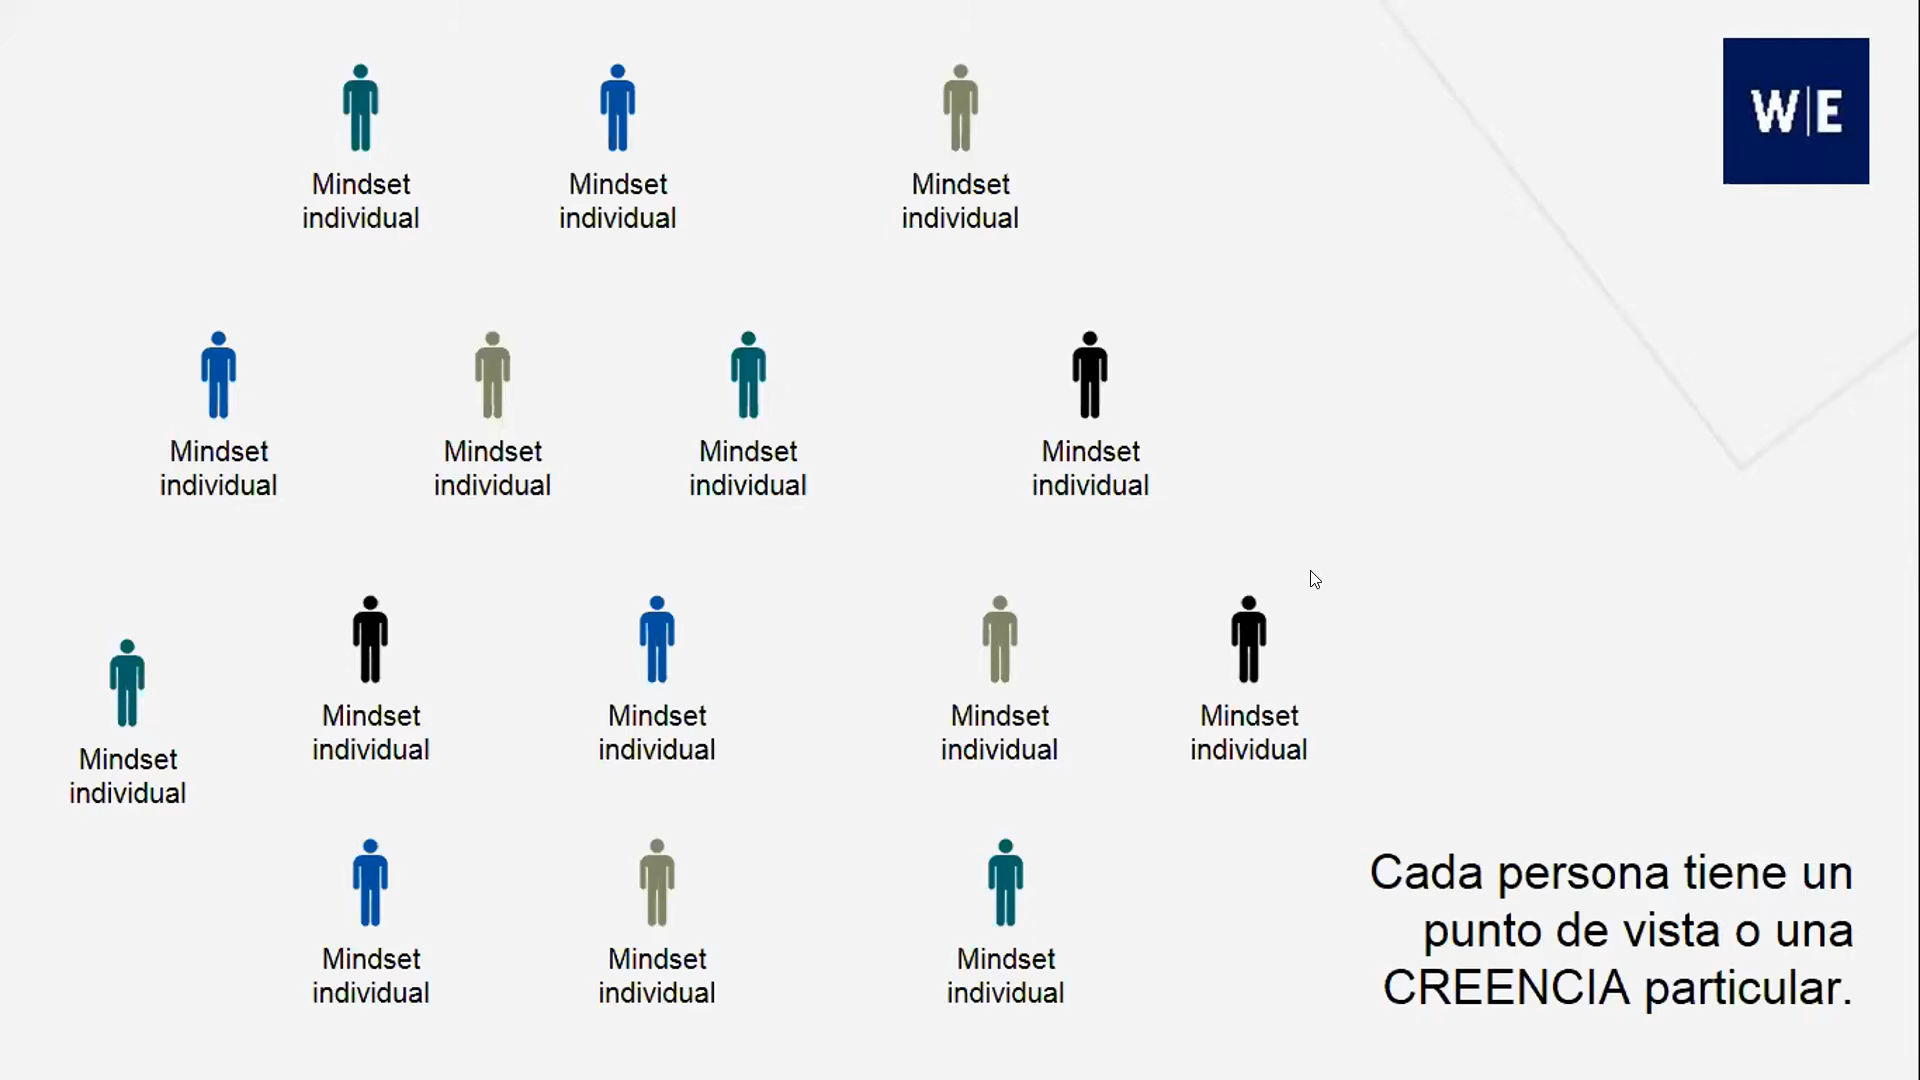 W|E
Mindset
individual
Mindset
individual
Mindset
individual
Mindset
individual
Mindset
individual
Mindset
individual
Mindset
individual
Mindset
individual
Mindset
individual
Mindset
individual
Mindset
individual
Mindset
individual
Mindset
individual
Mindset
individual
Mindset
individual
Cada persona tiene un
punto de vista o una
CREENCIA particular.